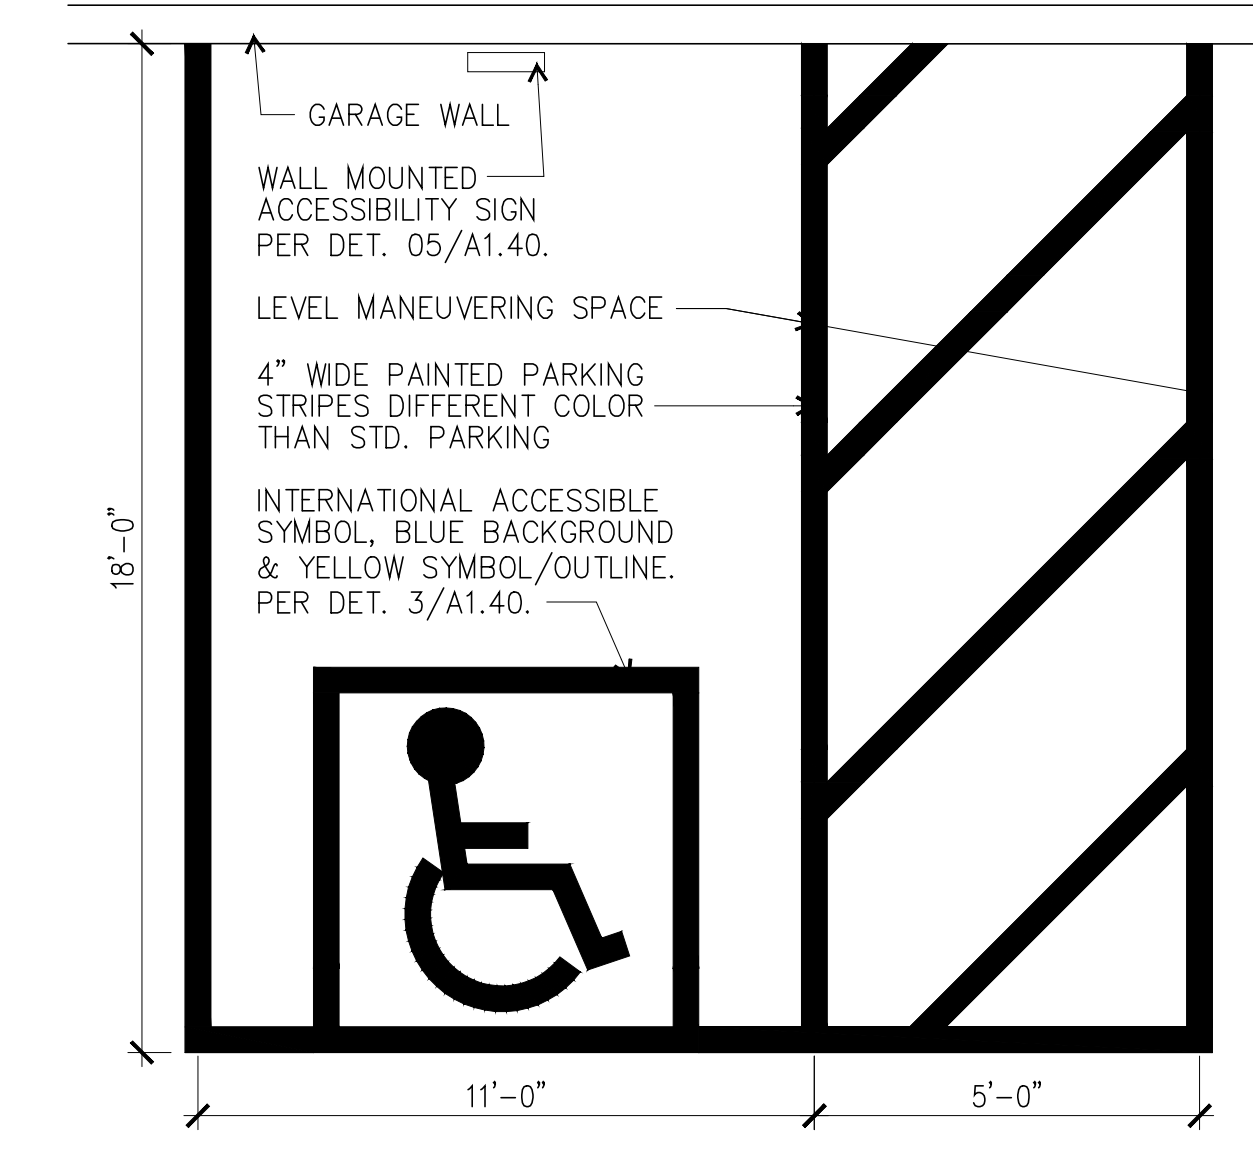 GARAGE WALL
WALL MOUNTED
ACCESSIBILITY SIGN
PER DET. 05/A1.40.
LEVEL MANEUVERING SPACE
4” WIDE PAINTED PARKING
STRIPES DIFFERENT COLOR
THAN STD. PARKING
INTERNATIONAL ACCESSIBLE
SYMBOL, BLUE BACKGROUND
& YELLOW SYMBOL/OUTLINE.
PER DET. 3/A1.40.
18’-0”
11’-0”
5’-0”